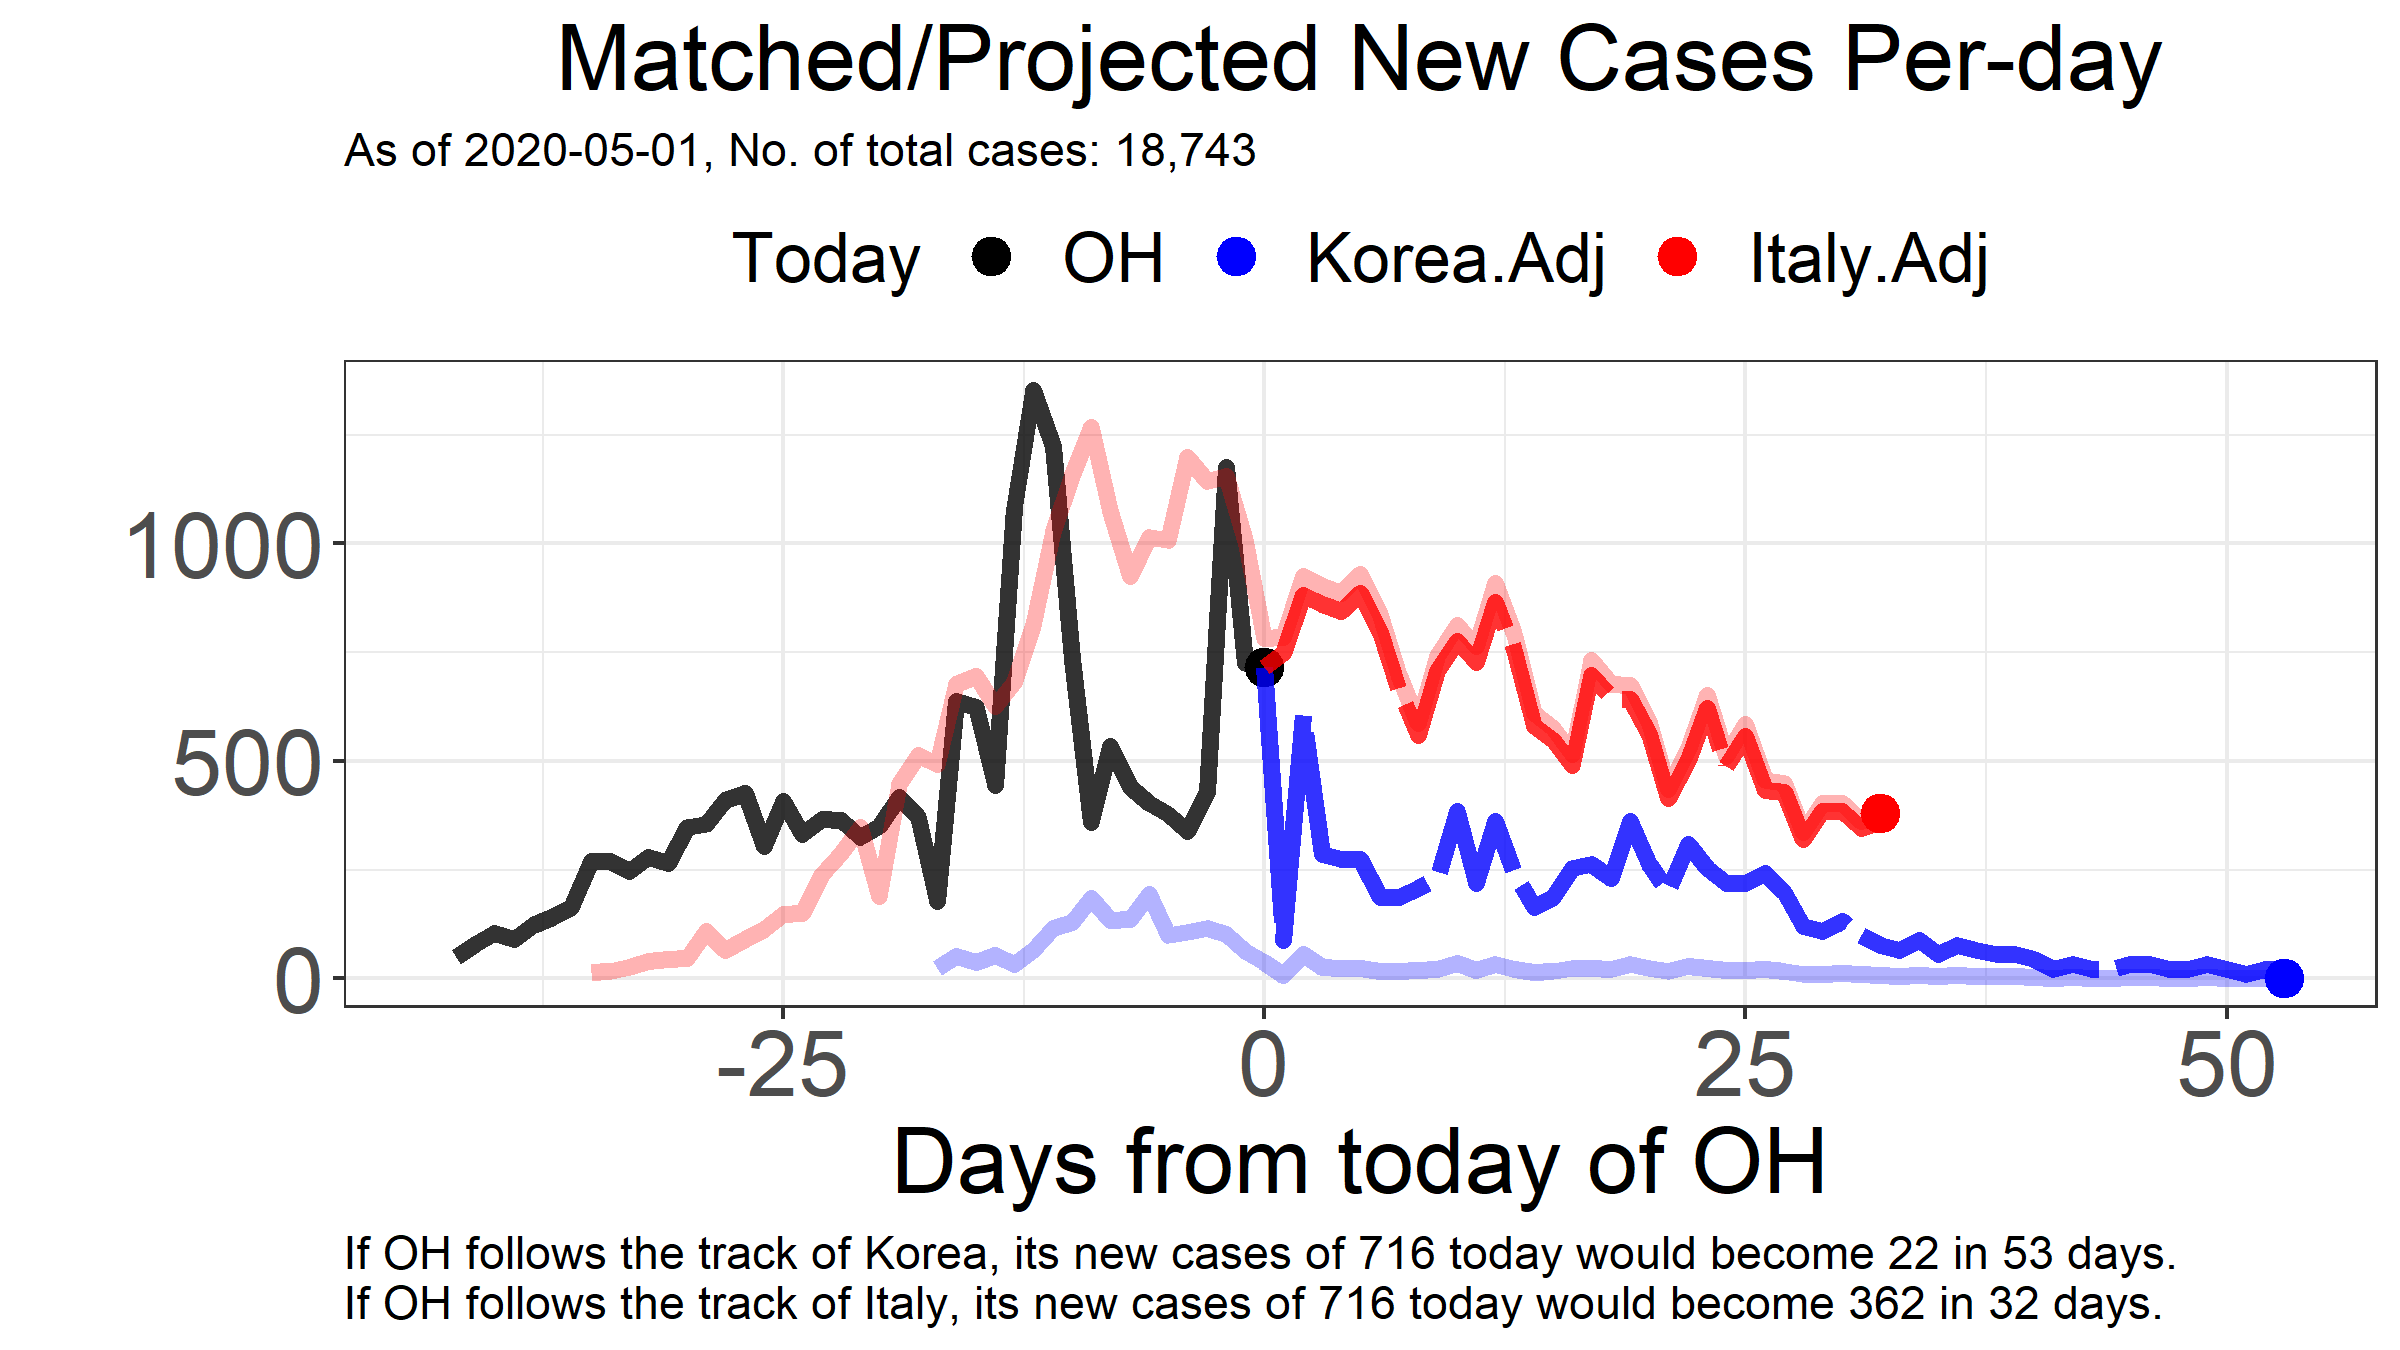 Matched/Projected New Cases Per-day
As of 2020-05-01, No. of total cases: 18,743
Today OH Korea.Adj Italy.Adj
1000
500
0
-25 0 25 50
Days from today of OH
If OH follows the track of Korea, its new cases of 716 today would become 22 in 53 days.
If OH follows the track of Italy, its new cases of 716 today would become 362 in 32 days.